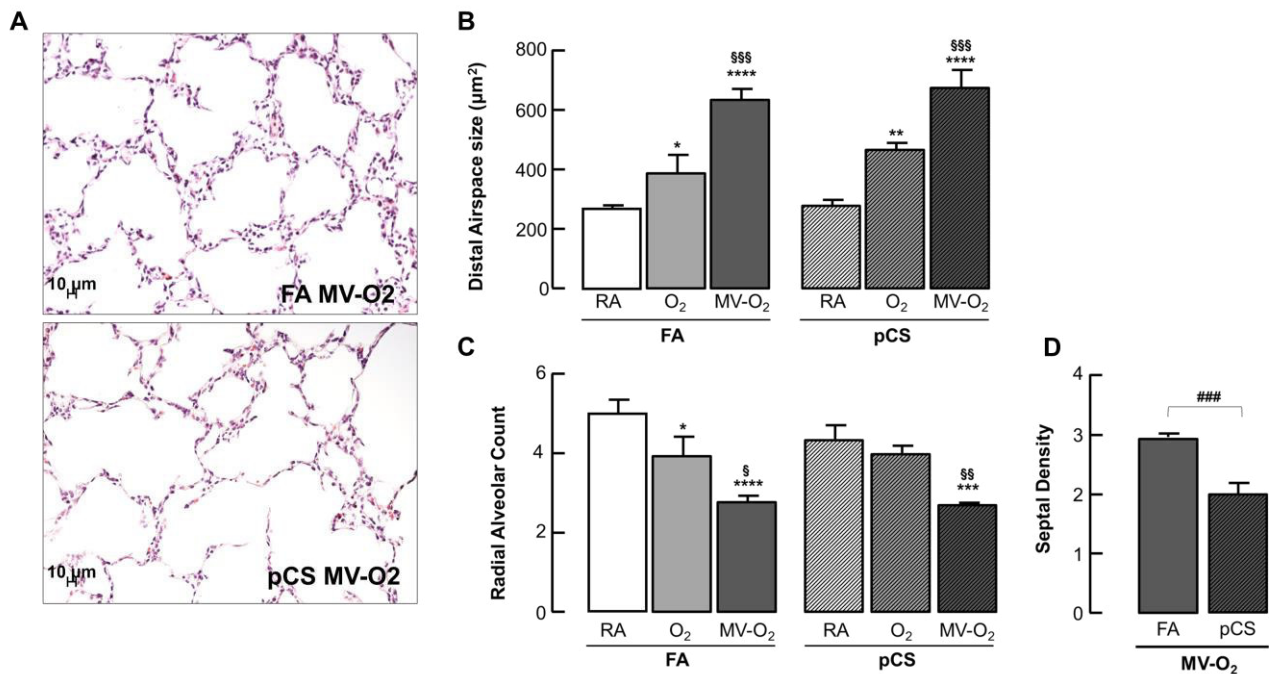 A
10 µm
FA MV-O2
10 µm
pCS MV-O2
B
Distal Airspace size (µm²)
800
600
400
200
0
*
§§§
****
**
§§§
****
RA
O₂
MV-O₂
RA
O₂
MV-O₂
FA
pCS
C
Radial Alveolar Count
6
4
2
0
*
§
****
§§
***
RA
O₂
MV-O₂
RA
O₂
MV-O₂
FA
pCS
D
Septal Density
4
3
2
1
0
###
FA
pCS
MV-O₂